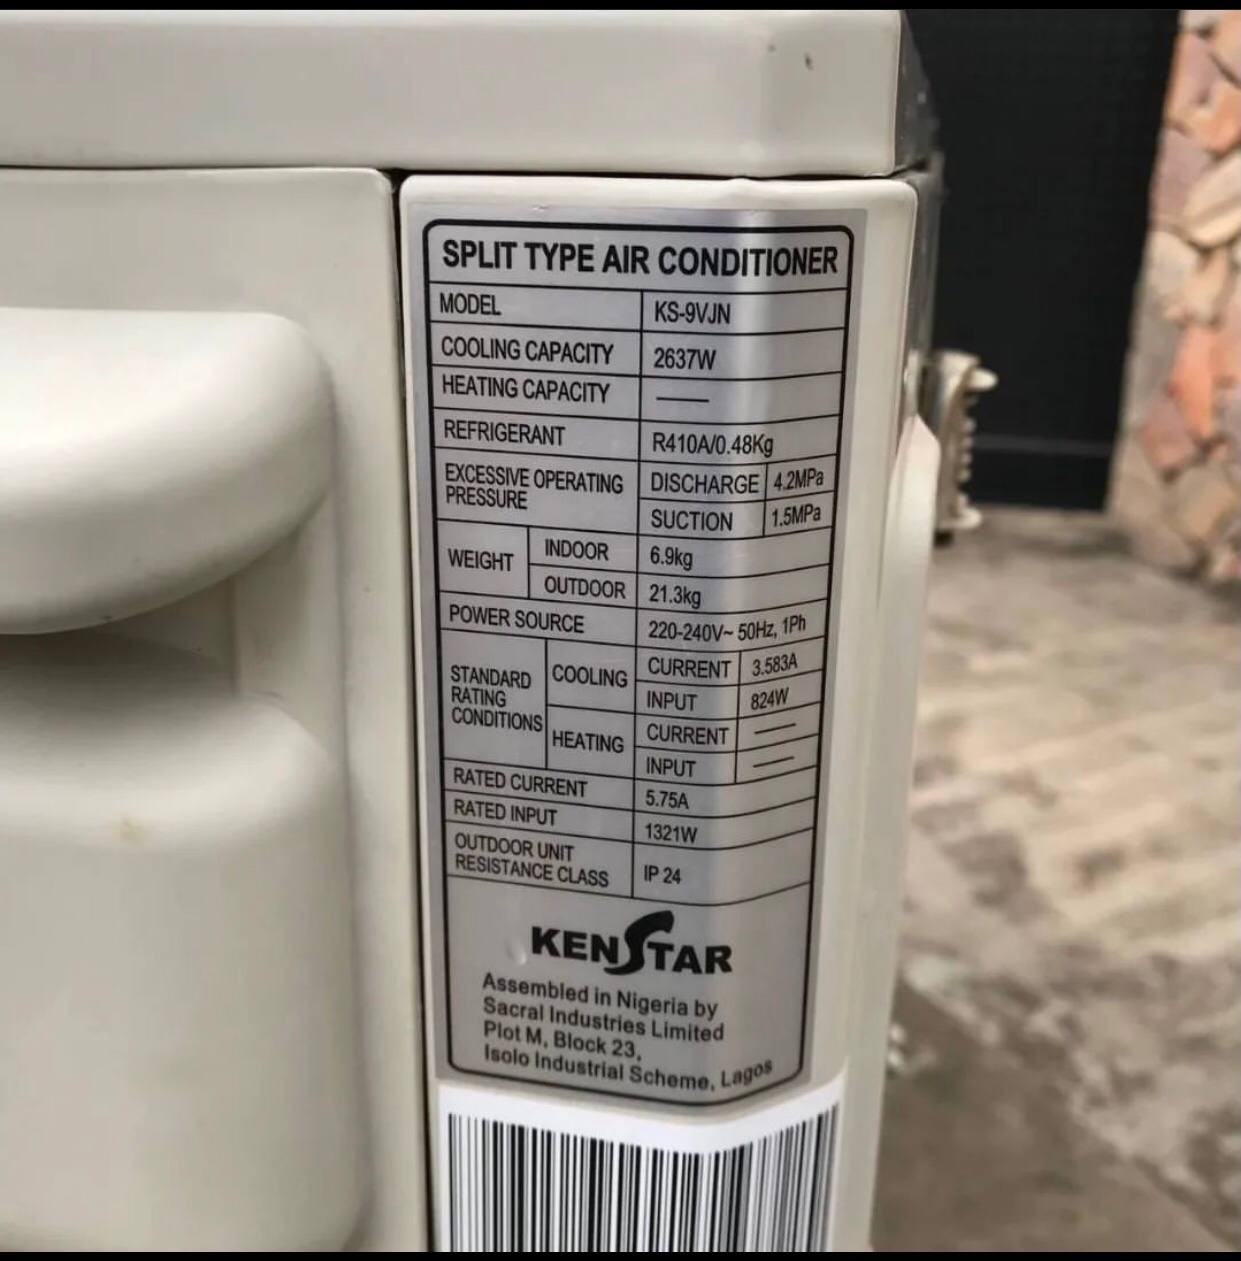 SPLIT TYPE AIR CONDITIONER
MODEL KS-9VJN
COOLING CAPACITY 2637W
HEATING CAPACITY —
REFRIGERANT R410A/0.48Kg
EXCESSIVE OPERATING PRESSURE DISCHARGE 4.2MPa
SUCTION 1.5MPa
WEIGHT INDOOR 6.9kg
OUTDOOR 21.3kg
POWER SOURCE 220-240V~ 50Hz, 1Ph
STANDARD RATING CONDITIONS COOLING CURRENT 3.583A
INPUT 824W
HEATING CURRENT —
INPUT —
RATED CURRENT 5.75A
RATED INPUT 1321W
OUTDOOR UNIT RESISTANCE CLASS IP 24
KENSTAR
Assembled in Nigeria by
Sacral Industries Limited
Plot M, Block 23,
Isolo Industrial Scheme, Lagos